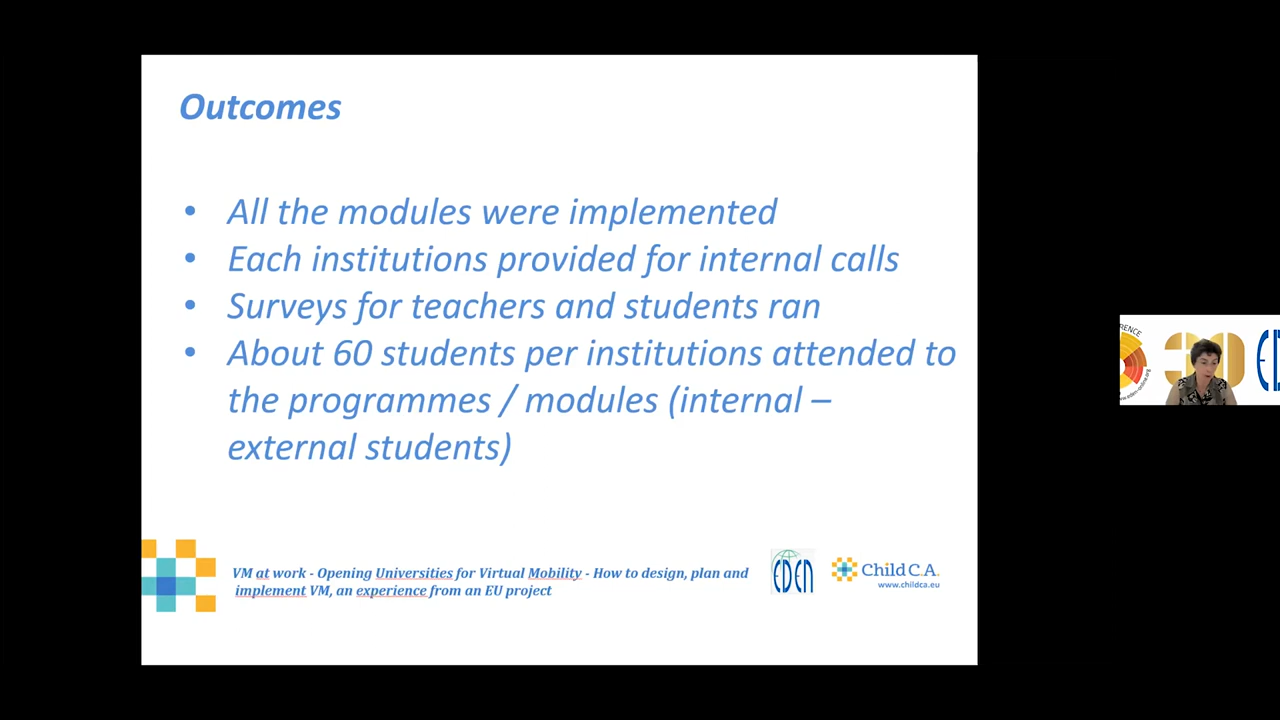 Outcomes
• All the modules were implemented
• Each institutions provided for internal calls
• Surveys for teachers and students ran
• About 60 students per institutions attended to
the programmes / modules (internal –
external students)
VM at work - Opening Universities for Virtual Mobility - How to design, plan and
implement VM, an experience from an EU project
EDEN
Child C.A.
www.childca.eu
30